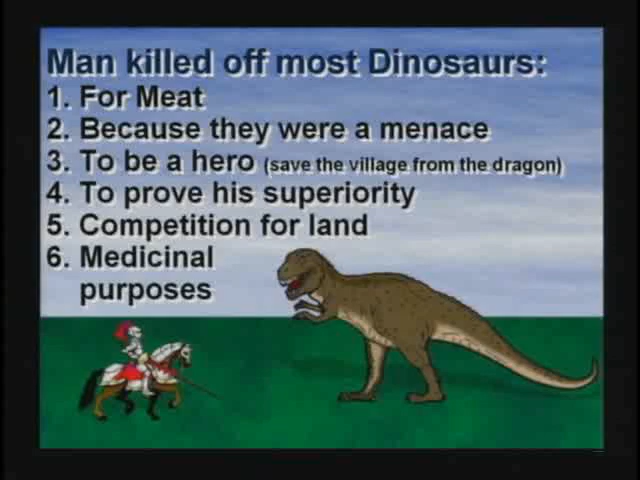 Man killed off most Dinosaurs:
1. For Meat
2. Because they were a menace
3. To be a hero (save the village from the dragon)
4. To prove his superiority
5. Competition for land
6. Medicinal
purposes